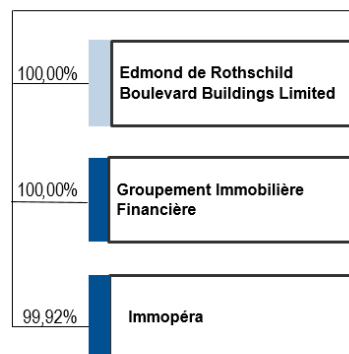 100,00%
Edmond de Rothschild
Boulevard Buildings Limited
100,00%
Groupement Immobilière
Financière
99,92%
Immopéra